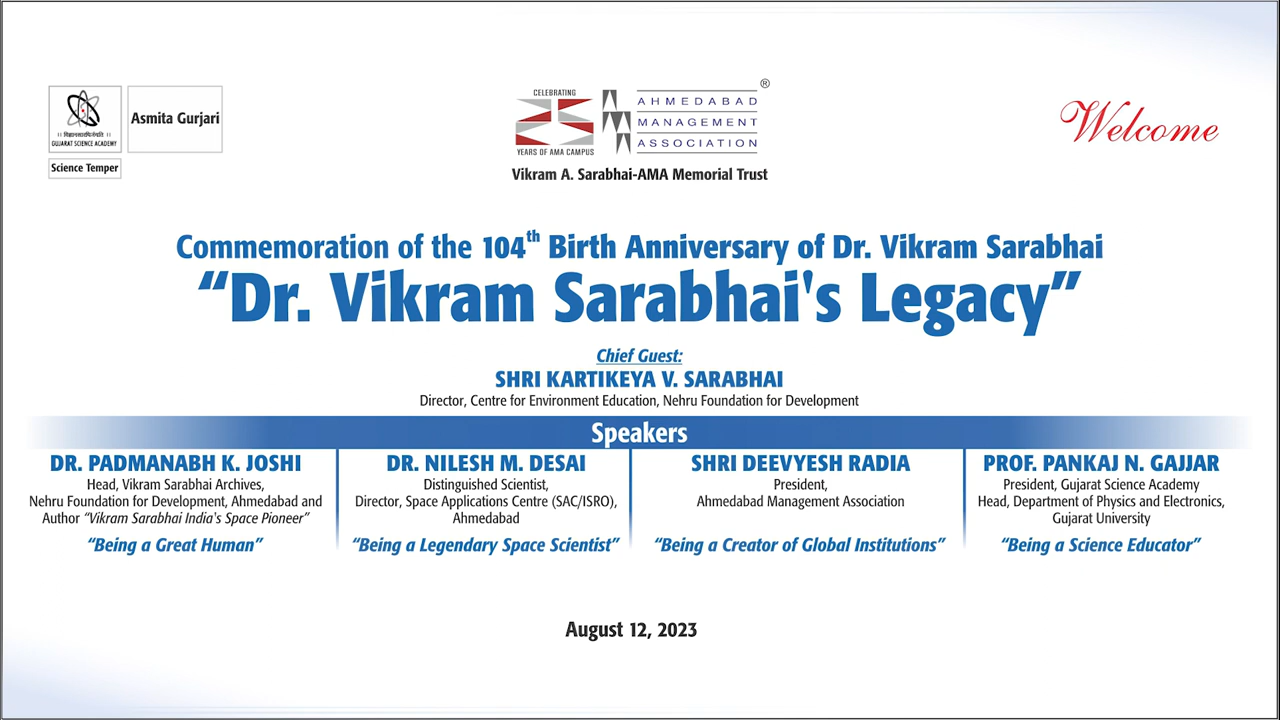 ॥ विज्ञानात्सर्वमिति ॥
GUJARAT SCIENCE ACADEMY
Science Temper
Asmita Gurjari
CELEBRATING
YEARS OF AMA CAMPUS
AHMEDABAD
MANAGEMENT
ASSOCIATION
®
Vikram A. Sarabhai-AMA Memorial Trust
Welcome
Commemoration of the 104th Birth Anniversary of Dr. Vikram Sarabhai
“Dr. Vikram Sarabhai's Legacy”
Chief Guest:
SHRI KARTIKEYA V. SARABHAI
Director, Centre for Environment Education, Nehru Foundation for Development
Speakers
DR. PADMANABH K. JOSHI
Head, Vikram Sarabhai Archives,
Nehru Foundation for Development, Ahmedabad and
Author “Vikram Sarabhai India's Space Pioneer”
“Being a Great Human”
DR. NILESH M. DESAI
Distinguished Scientist,
Director, Space Applications Centre (SAC/ISRO),
Ahmedabad
“Being a Legendary Space Scientist”
SHRI DEEVYESH RADIA
President,
Ahmedabad Management Association
“Being a Creator of Global Institutions”
PROF. PANKAJ N. GAJJAR
President, Gujarat Science Academy
Head, Department of Physics and Electronics,
Gujarat University
“Being a Science Educator”
August 12, 2023